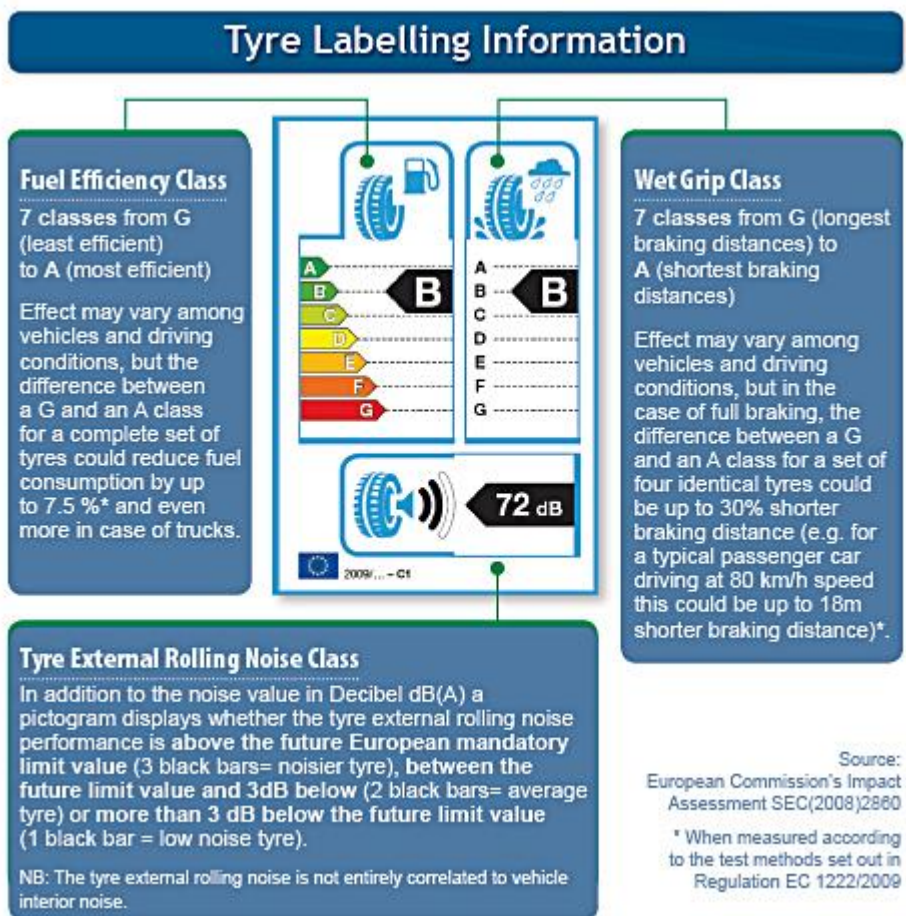 Tyre Labelling Information
Fuel Efficiency Class
7 classes from G
(least efficient)
to A (most efficient)
Effect may vary among
vehicles and driving
conditions, but the
difference between
a G and an A class
for a complete set of
tyres could reduce fuel
consumption by up
to 7.5 %* and even
more in case of trucks.
A
B
C
D
E
F
G
B
A
B
C
D
E
F
G
B
72 dB
2009/... – C1
Wet Grip Class
7 classes from G (longest
braking distances) to
A (shortest braking
distances)
Effect may vary among
vehicles and driving
conditions, but in the
case of full braking, the
difference between a G
and an A class for a set of
four identical tyres could
be up to 30% shorter
braking distance (e.g. for
a typical passenger car
driving at 80 km/h speed
this could be up to 18m
shorter braking distance)*.
Tyre External Rolling Noise Class
In addition to the noise value in Decibel dB(A) a
pictogram displays whether the tyre external rolling noise
performance is above the future European mandatory
limit value (3 black bars= noisier tyre), between the
future limit value and 3dB below (2 black bars= average
tyre) or more than 3 dB below the future limit value
(1 black bar = low noise tyre).
NB: The tyre external rolling noise is not entirely correlated to vehicle
interior noise.
Source:
European Commission's Impact
Assessment SEC(2008)2860
* When measured according
to the test methods set out in
Regulation EC 1222/2009